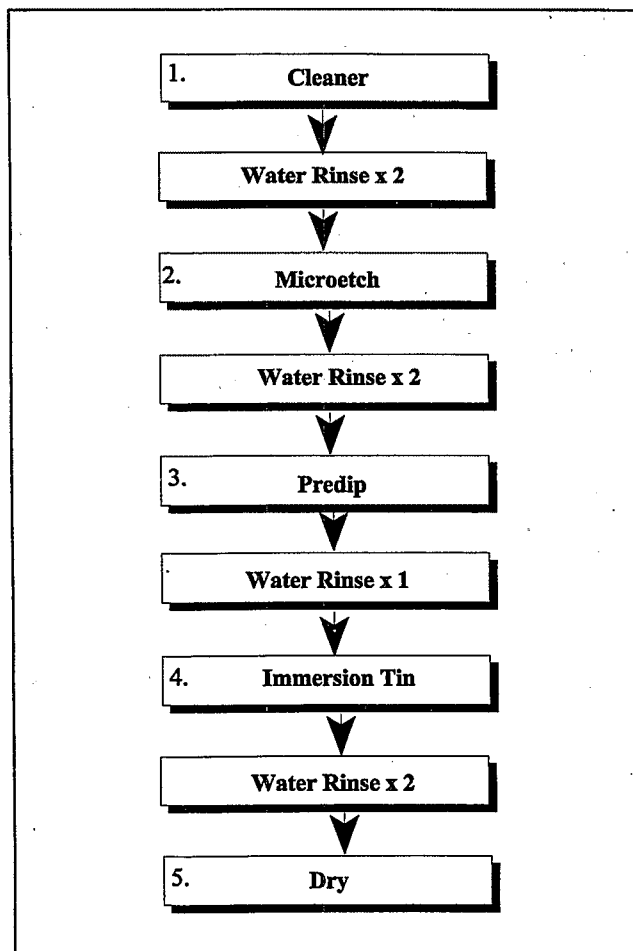 1. Cleaner
Water Rinse x 2
2. Microetch
Water Rinse x 2
3. Predip
Water Rinse x 1
4. Immersion Tin
Water Rinse x 2
5. Dry